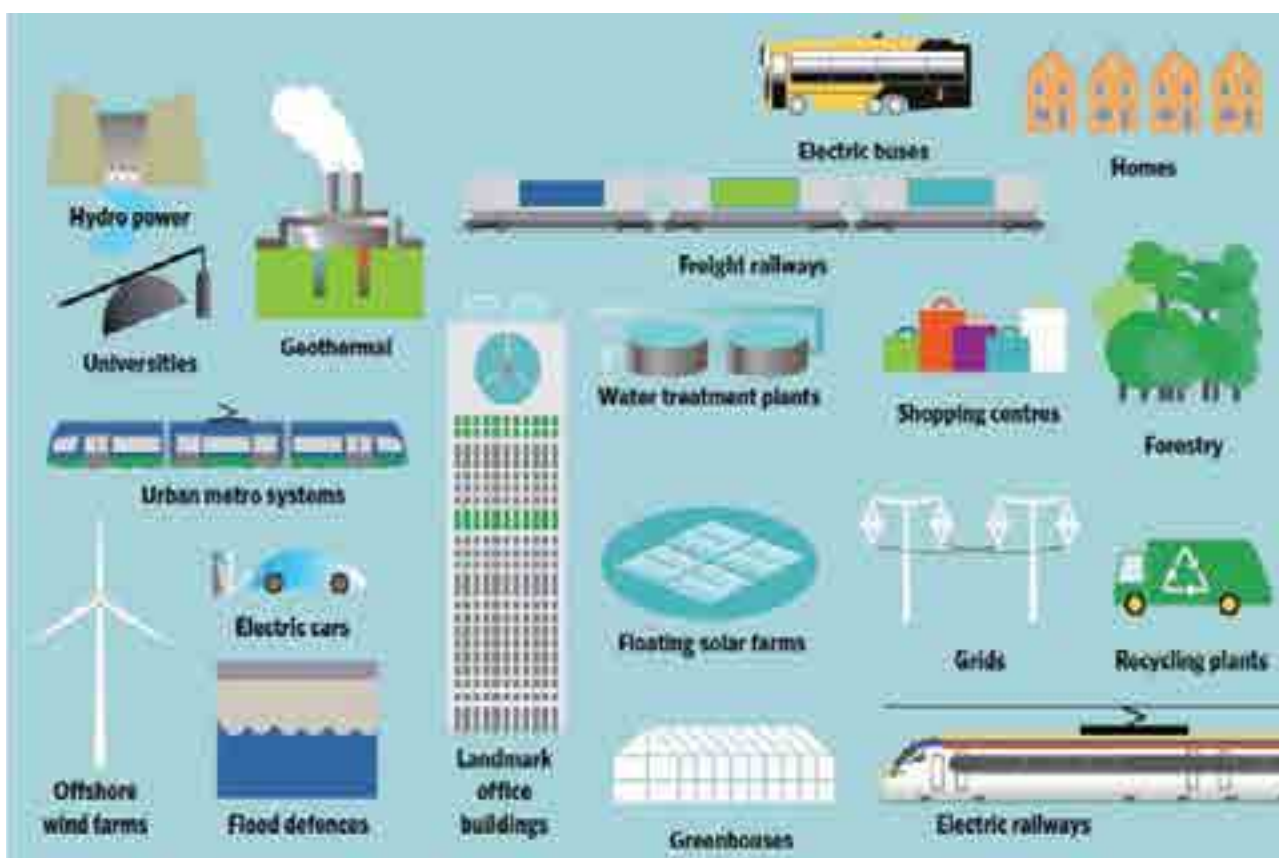 Electric buses
Homes
Hydro power
Freight railways
Universities
Geothermal
Water treatment plants
Shopping centres
Forestry
Urban metro systems
Electric cars
Floating solar farms
Grids
Recycling plants
Offshore
wind farms
Flood defences
Landmark
office
buildings
Greenhouses
Electric railways